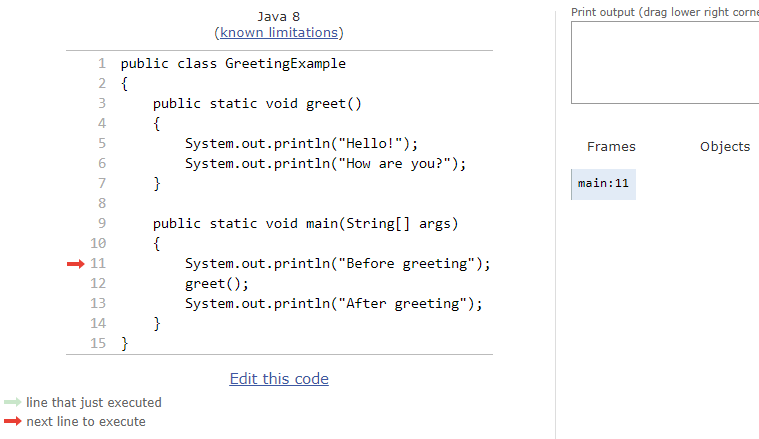 Java 8
(known limitations)
1 public class GreetingExample
2 {
3     public static void greet()
4     {
5         System.out.println("Hello!");
6         System.out.println("How are you?");
7     }
8
9     public static void main(String[] args)
10     {
11         System.out.println("Before greeting");
12         greet();
13         System.out.println("After greeting");
14     }
15 }
Edit this code
line that just executed
next line to execute
Print output (drag lower right corne
Frames Objects
main:11